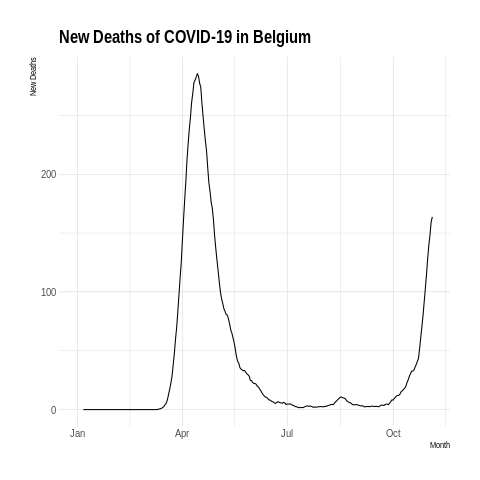 New Deaths of COVID-19 in Belgium
New Deaths
200
100
0
Jan
Apr
Jul
Oct
Month